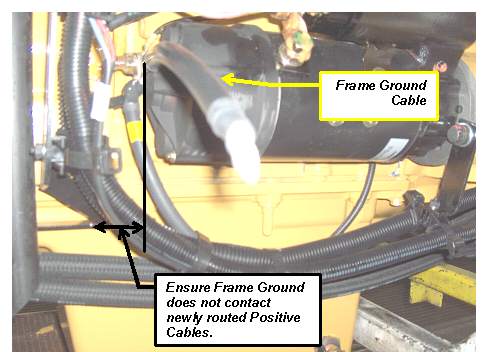 Frame Ground
Cable
Ensure Frame Ground
does not contact
newly routed Positive
Cables.